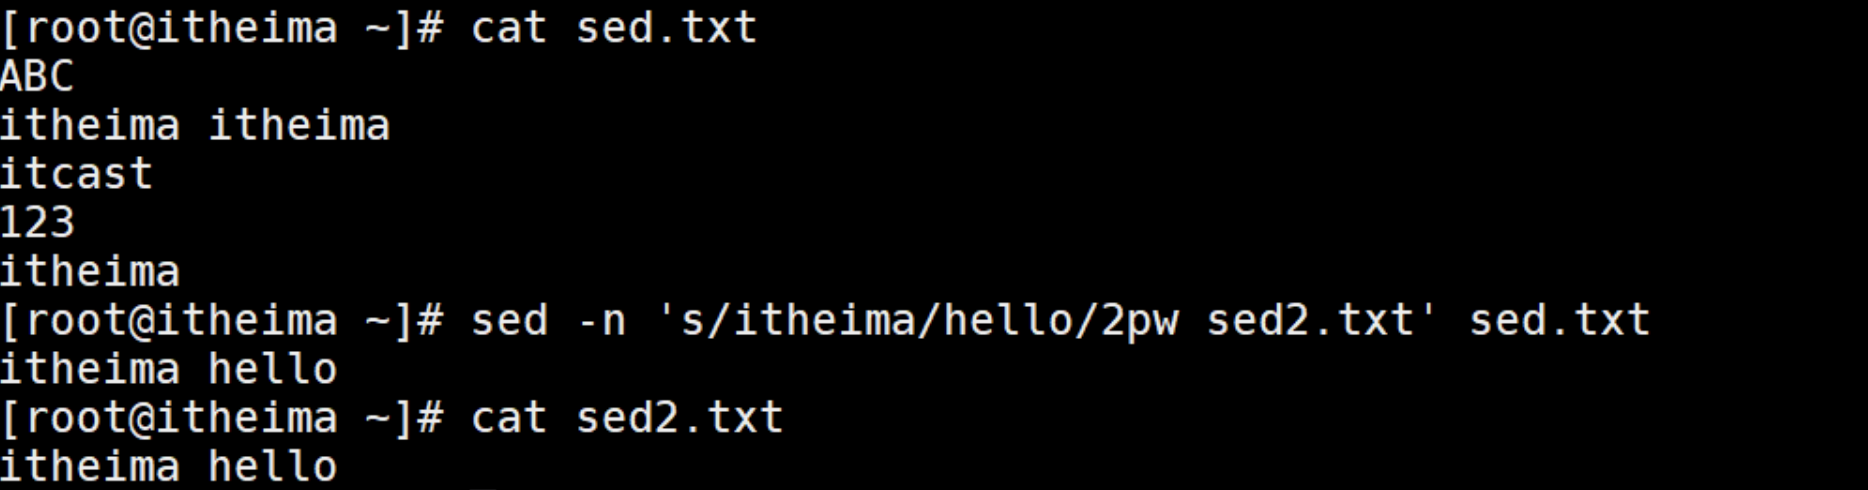 [root@itheima ~]# cat sed.txt
ABC
itheima itheima
itcast
123
itheima
[root@itheima ~]# sed -n 's/itheima/hello/2pw sed2.txt' sed.txt
itheima hello
[root@itheima ~]# cat sed2.txt
itheima hello